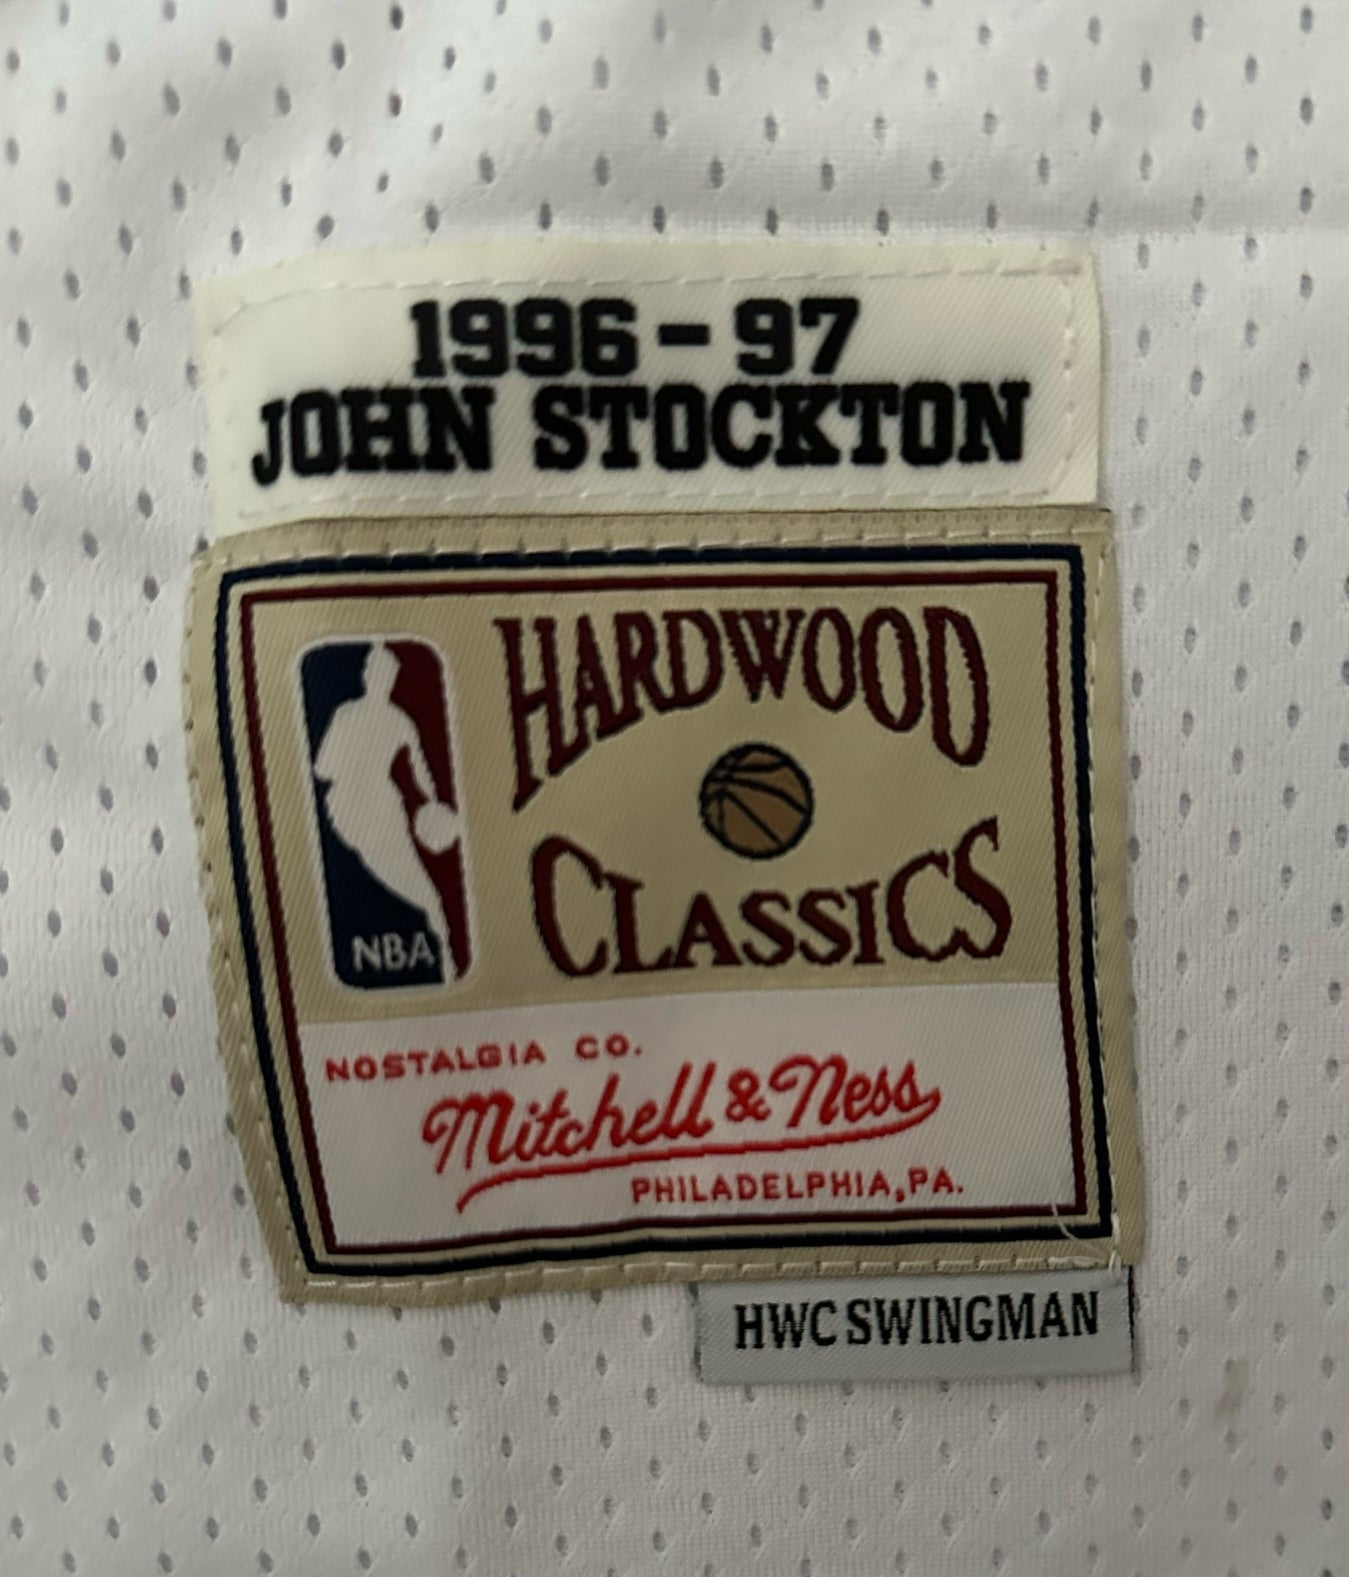 1996-97
JOHN STOCKTON
HARDWOOD
CLASSICS
NBA
NOSTALGIA CO.
Mitchell & Ness
PHILADELPHIA, PA.
HWC SWINGMAN